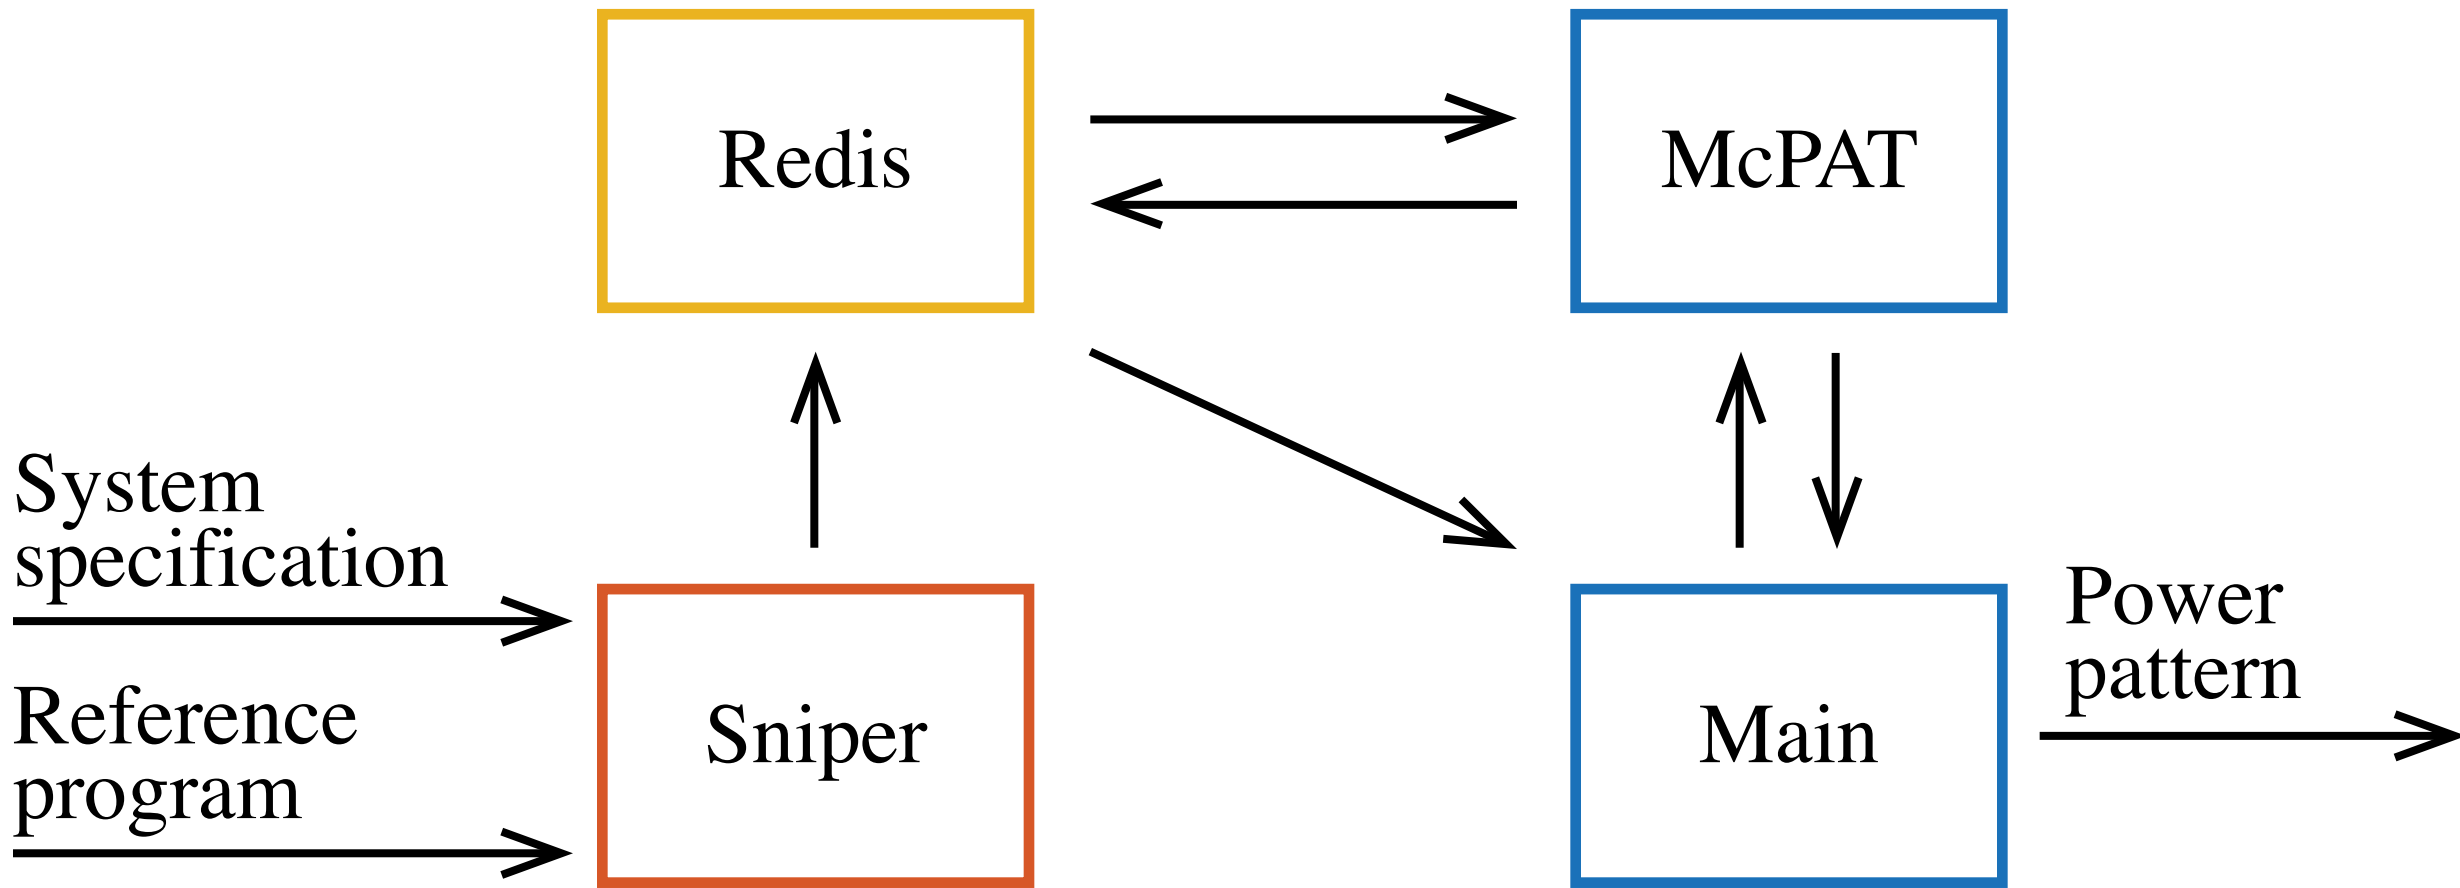 Redis
McPAT
System
specification
Reference
program
Sniper
Main
Power
pattern